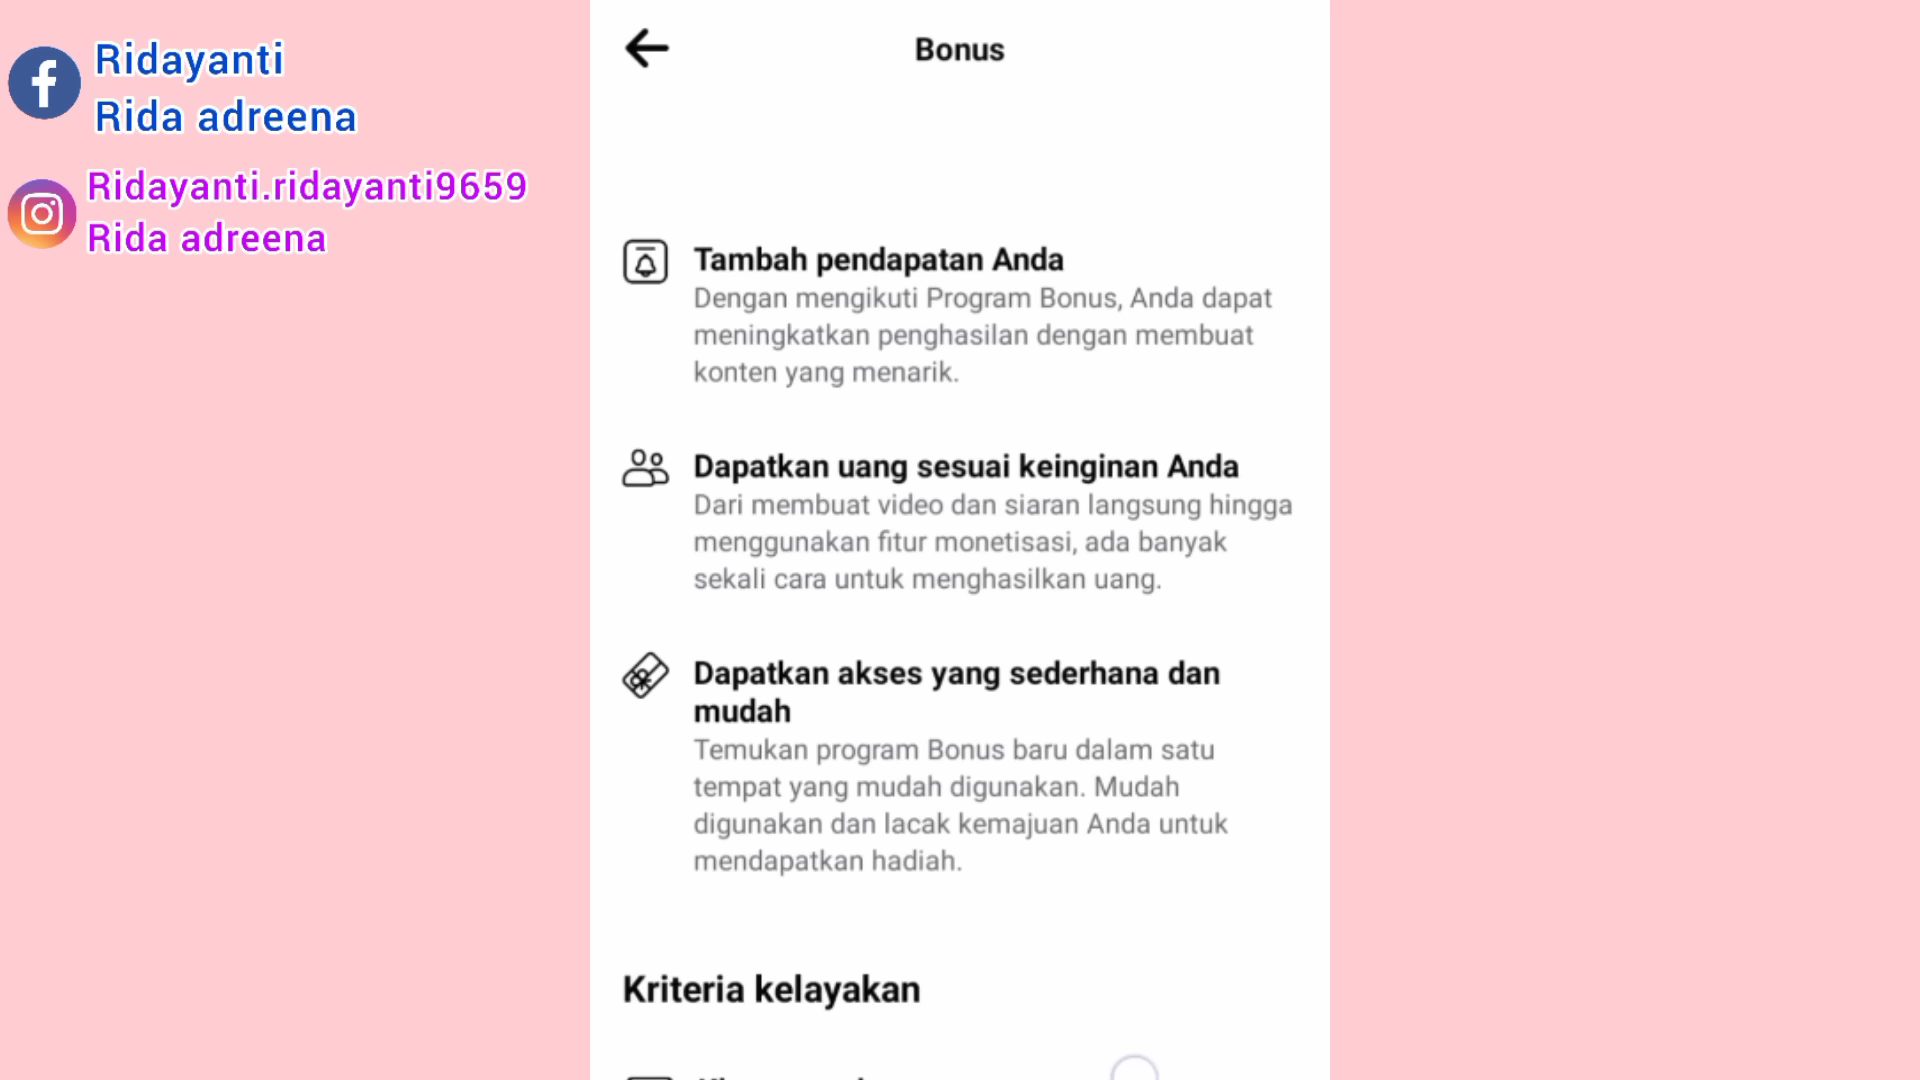 Ridayanti
Rida adreena
Ridayanti.ridayanti9659
Rida adreena
Bonus
Tambah pendapatan Anda
Dengan mengikuti Program Bonus, Anda dapat
meningkatkan penghasilan dengan membuat
konten yang menarik.
Dapatkan uang sesuai keinginan Anda
Dari membuat video dan siaran langsung hingga
menggunakan fitur monetisasi, ada banyak
sekali cara untuk menghasilkan uang.
Dapatkan akses yang sederhana dan
mudah
Temukan program Bonus baru dalam satu
tempat yang mudah digunakan. Mudah
digunakan dan lacak kemajuan Anda untuk
mendapatkan hadiah.
Kriteria kelayakan